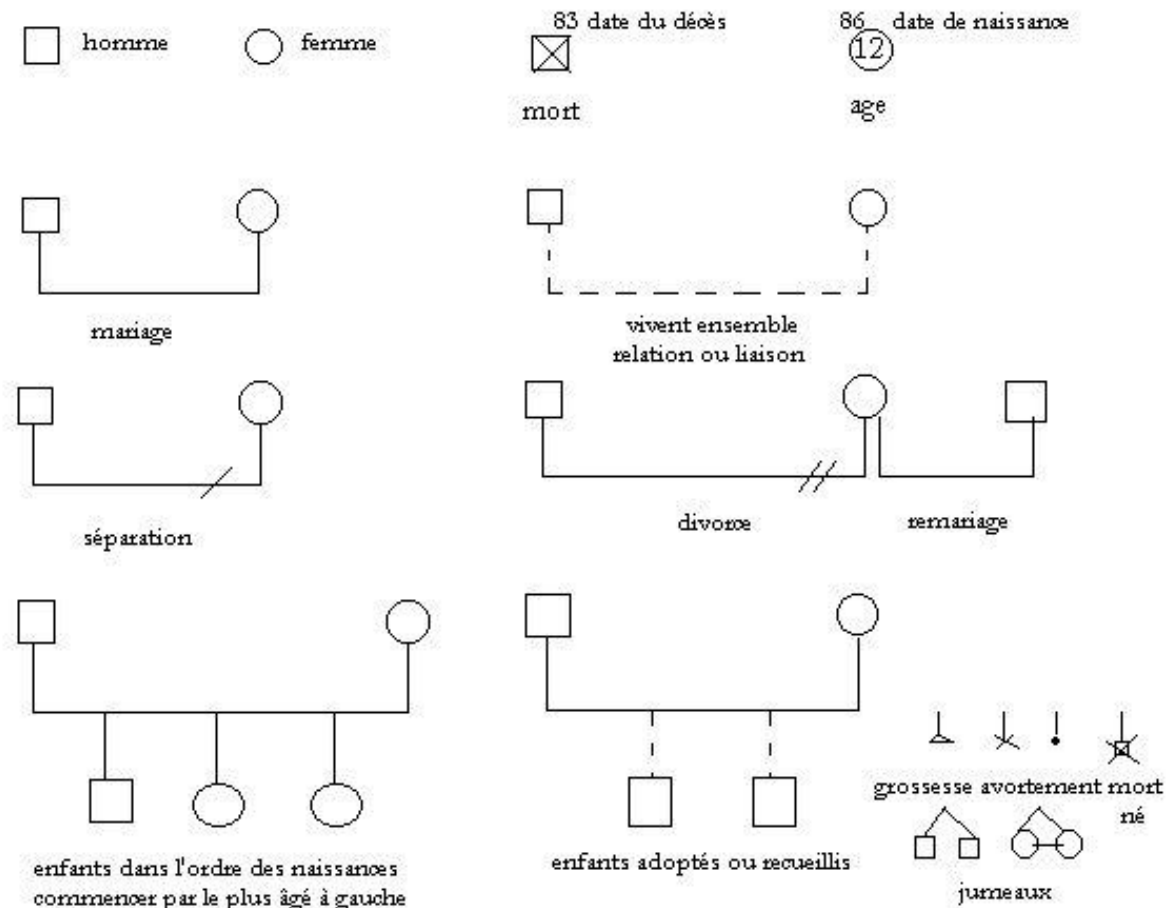 homme
femme
83 date du décès
86 date de naissance
12
mort
age
mariage
vivent ensemble
relation ou liaison
séparation
divorce
remariage
enfants dans l'ordre des naissances
commencer par le plus âgé à gauche
enfants adoptés ou recueillis
grossesse avortement mort
né
jumeaux